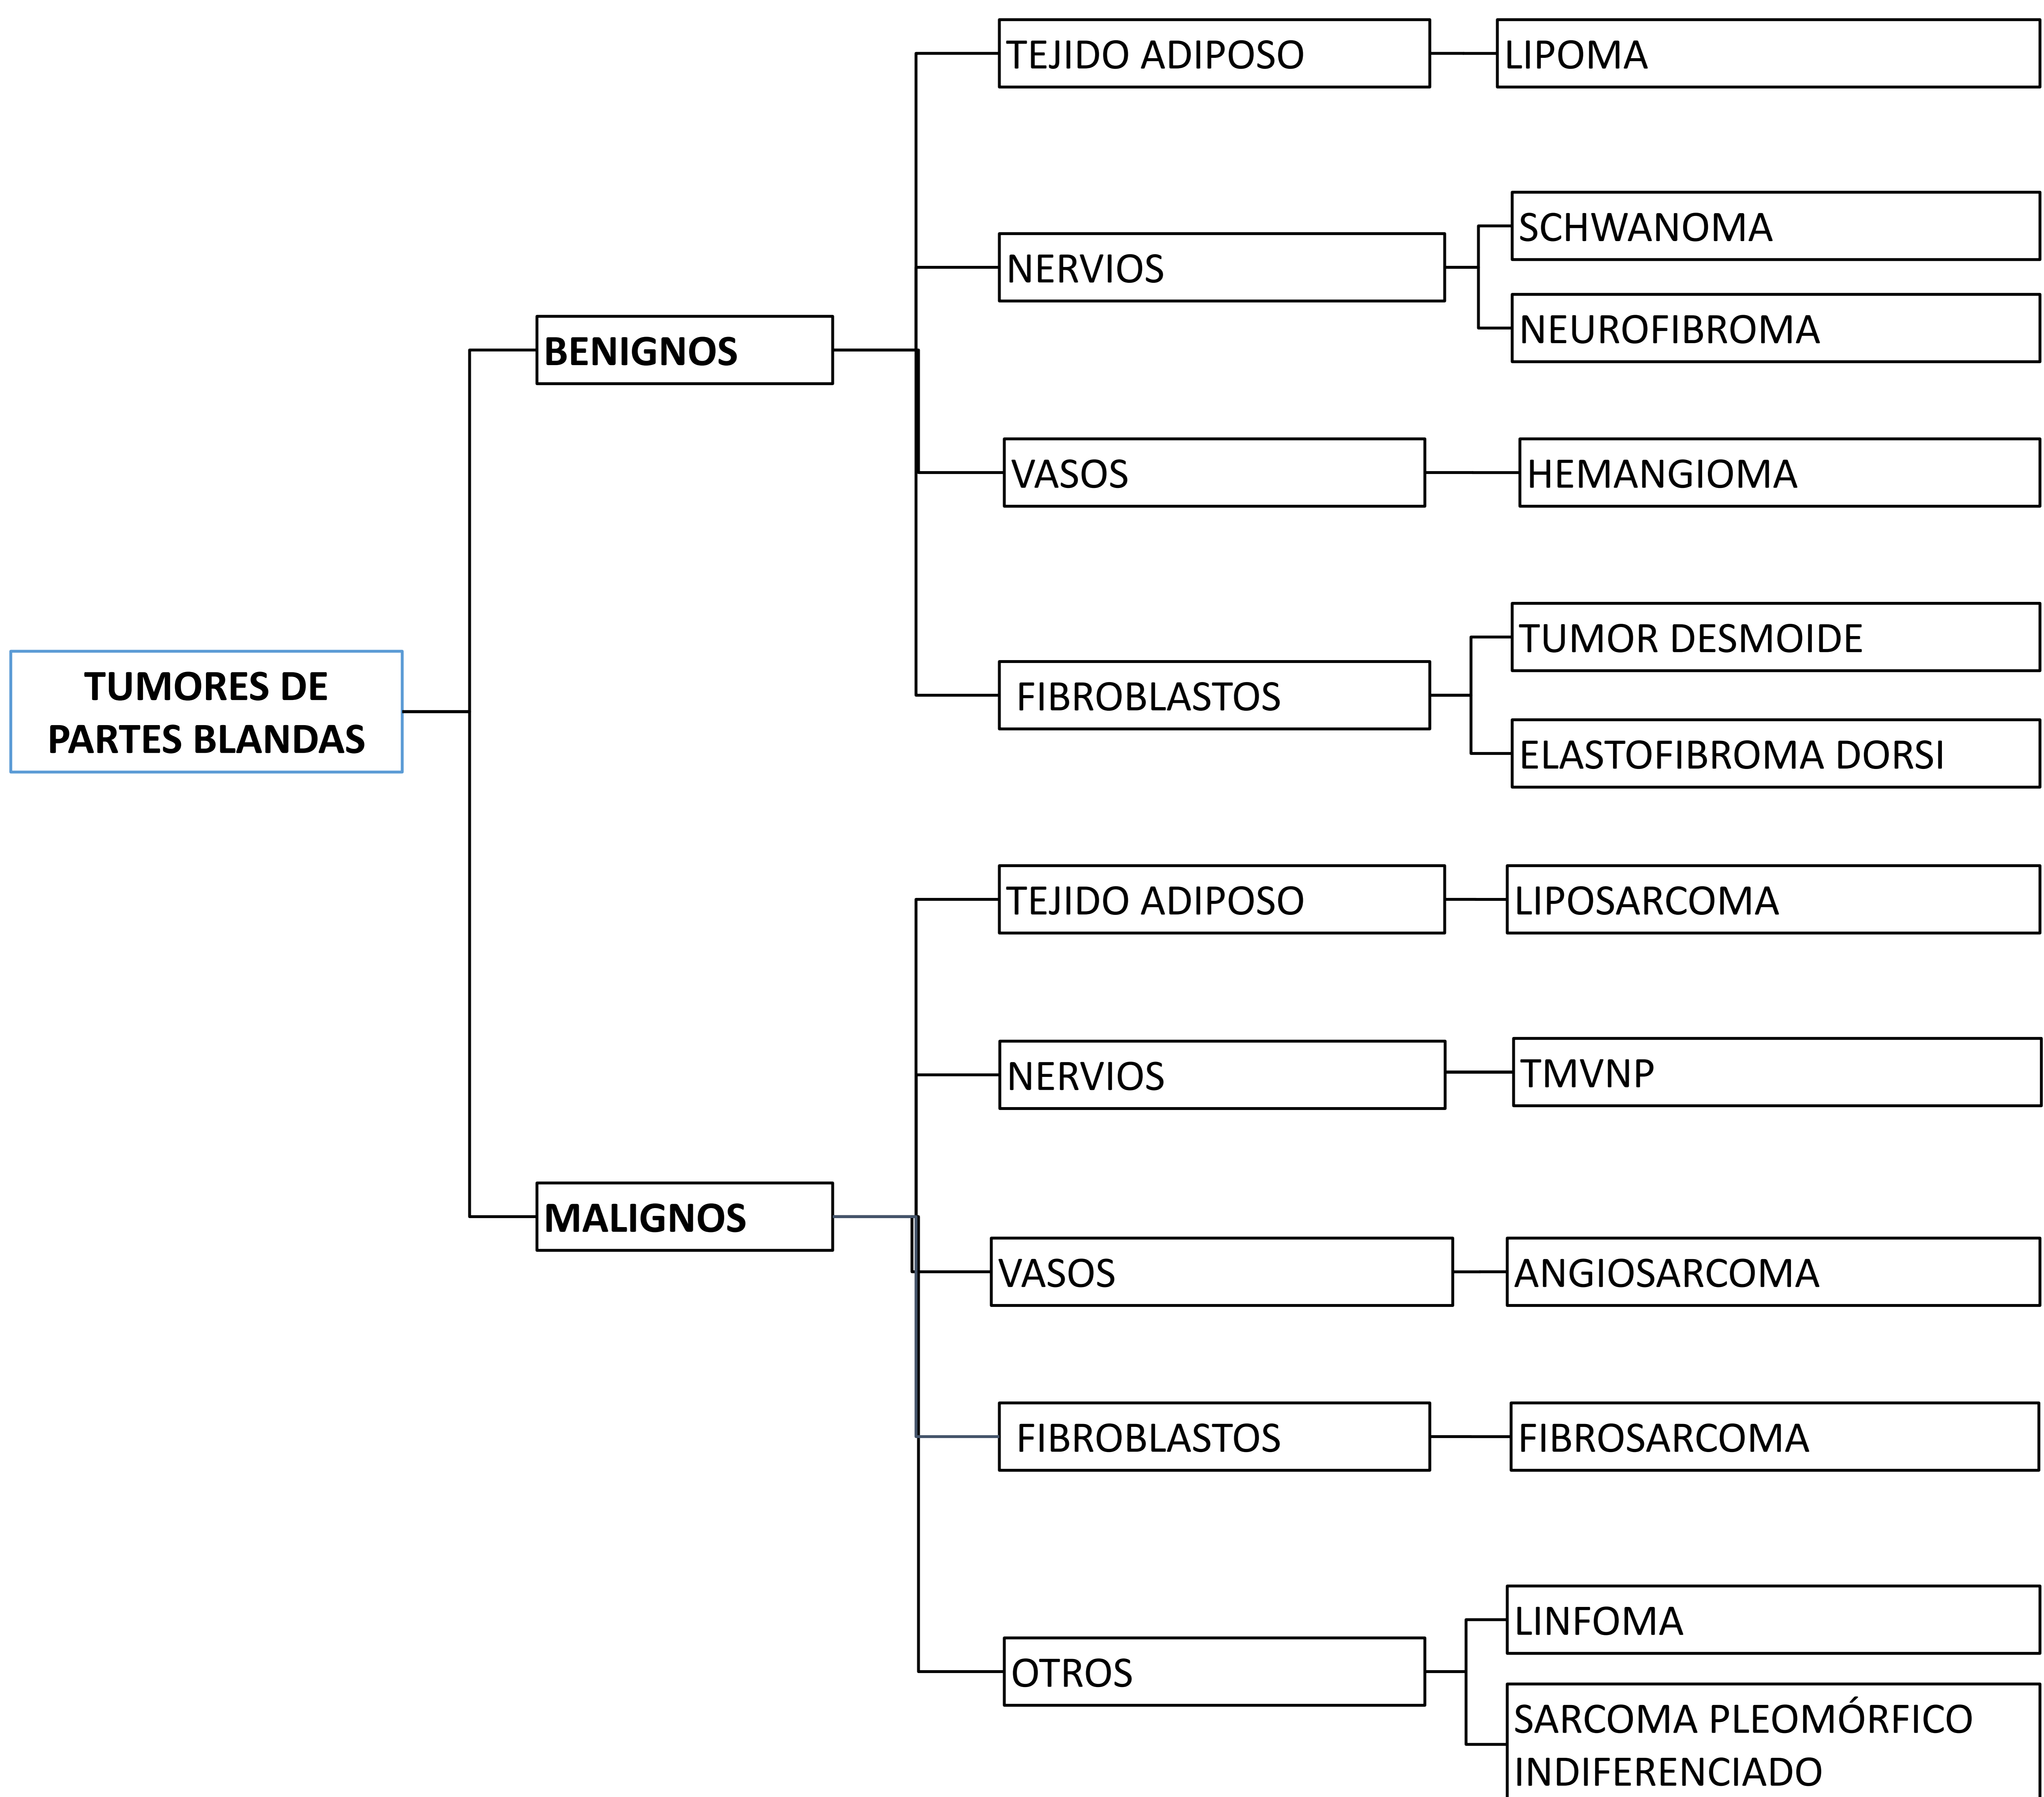 TUMORES DE
PARTES BLANDAS
BENIGNOS
TEJIDO ADIPOSO
LIPOMA
NERVIOS
SCHWANOMA
NEUROFIBROMA
VASOS
HEMANGIOMA
FIBROBLASTOS
TUMOR DESMOIDE
ELASTOFIBROMA DORSI
MALIGNOS
TEJIDO ADIPOSO
LIPOSARCOMA
NERVIOS
TMVNP
VASOS
ANGIOSARCOMA
FIBROBLASTOS
FIBROSARCOMA
OTROS
LINFOMA
SARCOMA PLEOMÓRFICO
INDIFERENCIADO